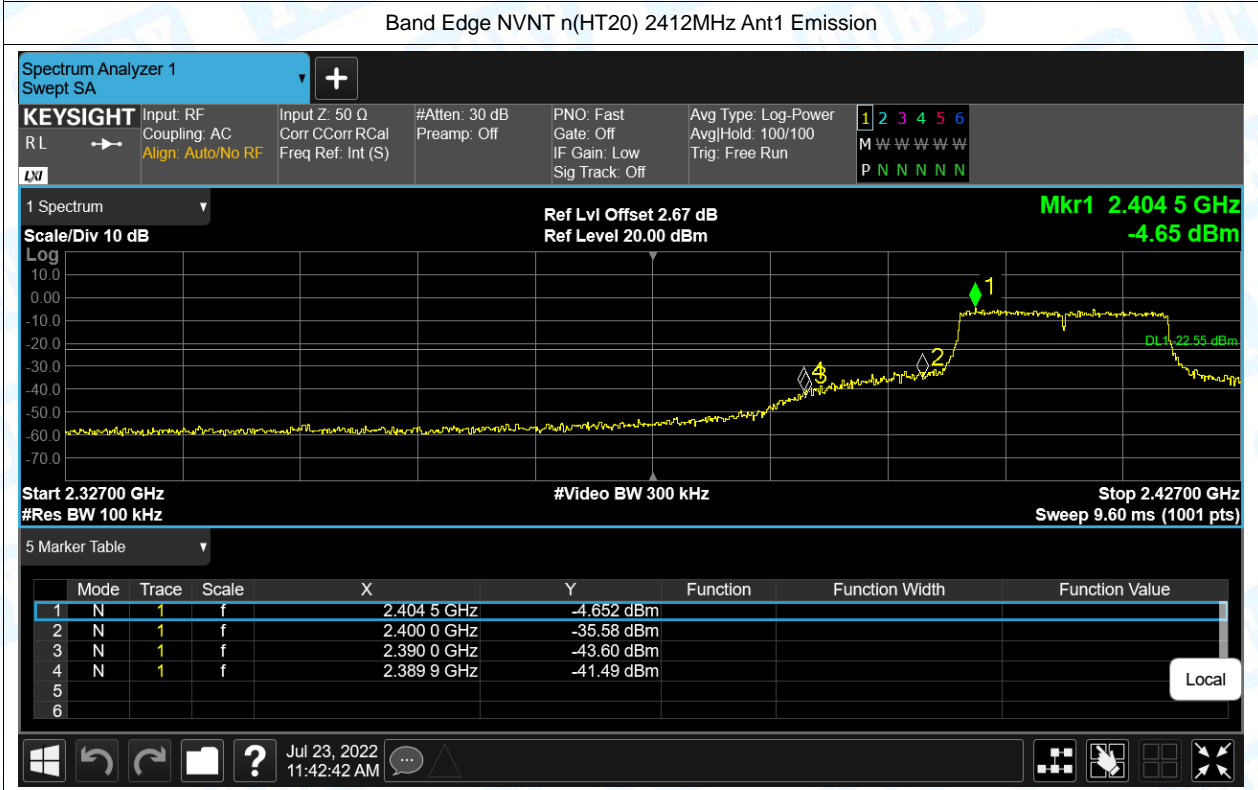 Band Edge NVNT n(HT20) 2412MHz Ant1 Emission
Spectrum Analyzer 1
Swept SA
KEYSIGHT
RL
LXI
Input: RF
Coupling: AC
Align: Auto/No RF
Input Z: 50 Ω
Corr CCorr RCal
Freq Ref: Int (S)
#Atten: 30 dB
Preamp: Off
PNO: Fast
Gate: Off
IF Gain: Low
Sig Track: Off
Avg Type: Log-Power
Avg|Hold: 100/100
Trig: Free Run
1 2 3 4 5 6
M W W W W W
P N N N N N
1 Spectrum
Scale/Div 10 dB
Ref Lvl Offset 2.67 dB
Ref Level 20.00 dBm
Mkr1 2.404 5 GHz
-4.65 dBm
Log
10.0
0.00
-10.0
-20.0
-30.0
-40.0
-50.0
-60.0
-70.0
1
2
4
3
DL1 -22.55 dBm
Start 2.32700 GHz
#Res BW 100 kHz
#Video BW 300 kHz
Stop 2.42700 GHz
Sweep 9.60 ms (1001 pts)
5 Marker Table
Mode Trace Scale X Y Function Function Width Function Value
1 N 1 f 2.404 5 GHz -4.652 dBm
2 N 1 f 2.400 0 GHz -35.58 dBm
3 N 1 f 2.390 0 GHz -43.60 dBm
4 N 1 f 2.389 9 GHz -41.49 dBm
5
6
Local
?
Jul 23, 2022
11:42:42 AM